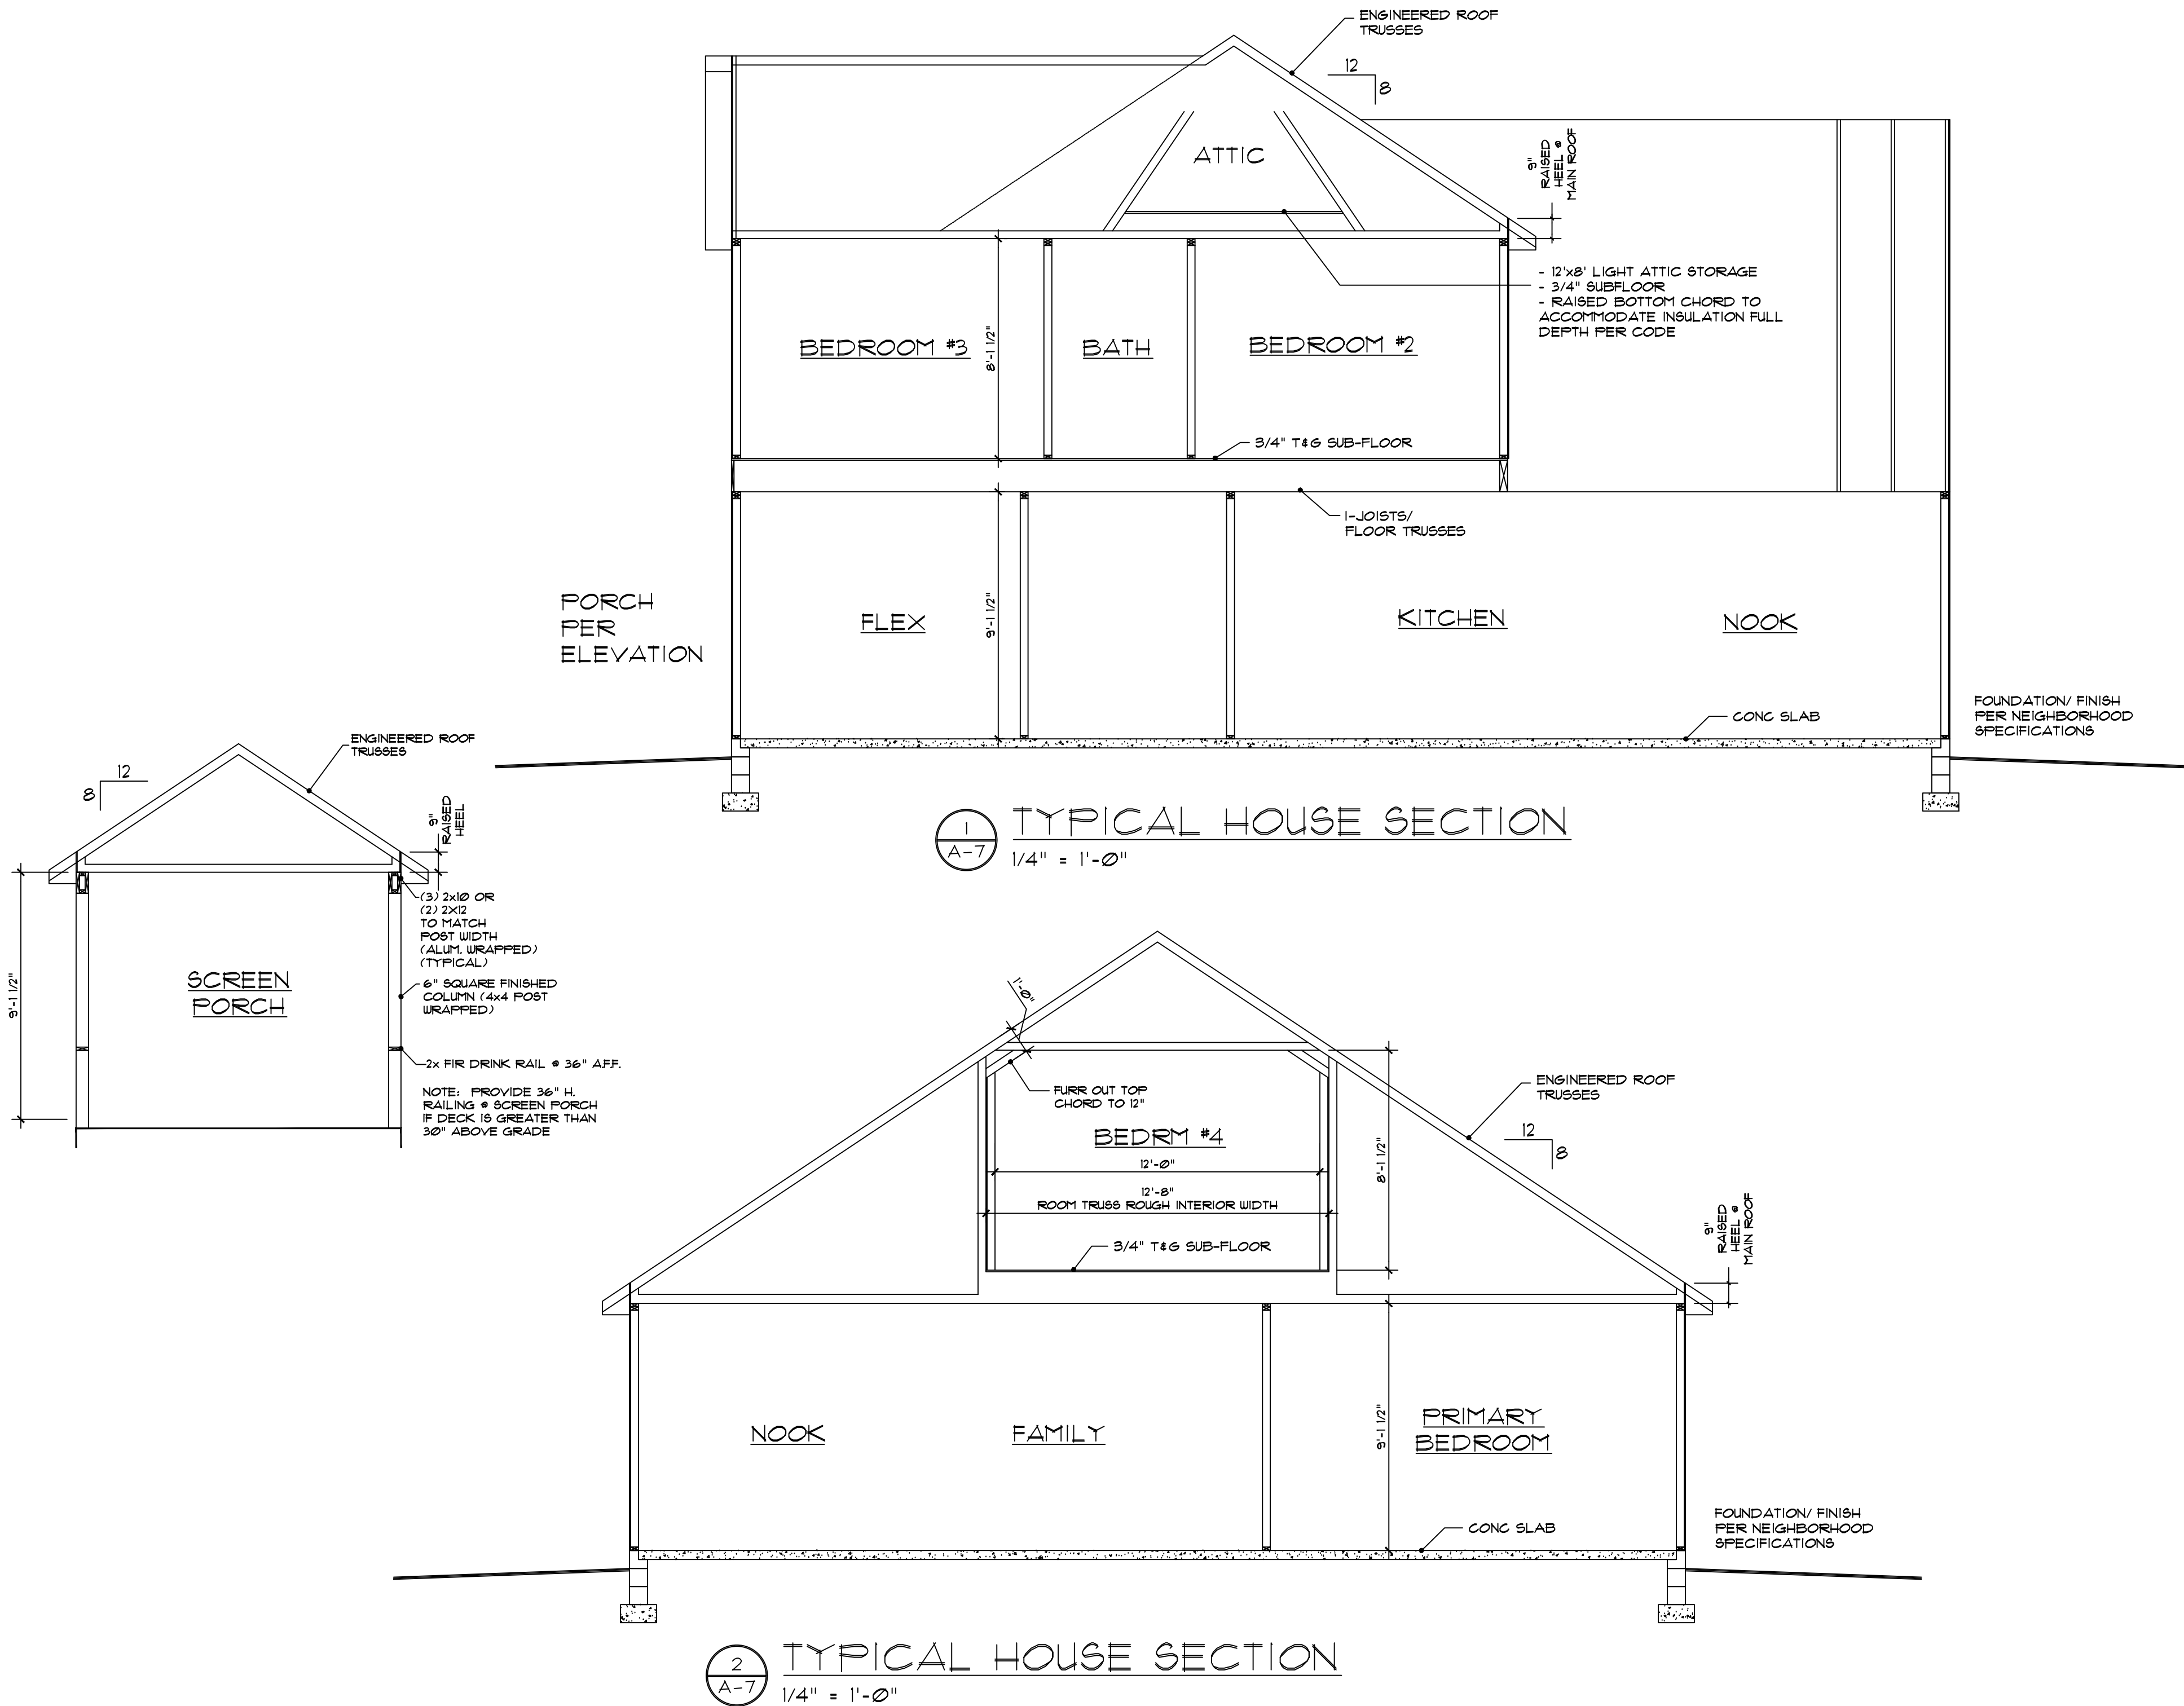 ENGINEERED ROOF
TRUSSES
12
8
9"
RAISED
HEEL @
MAIN ROOF
ATTIC
- 12'x8' LIGHT ATTIC STORAGE
- 3/4" SUBFLOOR
- RAISED BOTTOM CHORD TO
ACCOMMODATE INSULATION FULL
DEPTH PER CODE
BEDROOM #3
8'-1 1/2"
BATH
BEDROOM #2
3/4" T&G SUB-FLOOR
I-JOISTS/
FLOOR TRUSSES
PORCH
PER
ELEVATION
FLEX
9'-1 1/2"
KITCHEN
NOOK
CONC SLAB
FOUNDATION/ FINISH
PER NEIGHBORHOOD
SPECIFICATIONS
1
A-7
TYPICAL HOUSE SECTION
1/4" = 1'-0"
ENGINEERED ROOF
TRUSSES
12
8
9"
RAISED
HEEL
(3) 2x10 OR
(2) 2X12
TO MATCH
POST WIDTH
(ALUM. WRAPPED)
(TYPICAL)
SCREEN
PORCH
9'-1 1/2"
6" SQUARE FINISHED
COLUMN (4x4 POST
WRAPPED)
2x FIR DRINK RAIL @ 36" A.F.F.
NOTE: PROVIDE 36" H.
RAILING @ SCREEN PORCH
IF DECK IS GREATER THAN
30" ABOVE GRADE
1'-0"
FURR OUT TOP
CHORD TO 12"
BEDRM #4
12'-0"
12'-8"
ROOM TRUSS ROUGH INTERIOR WIDTH
3/4" T&G SUB-FLOOR
8'-1 1/2"
ENGINEERED ROOF
TRUSSES
12
8
9"
RAISED
HEEL @
MAIN ROOF
NOOK
FAMILY
9'-1 1/2"
PRIMARY
BEDROOM
CONC SLAB
FOUNDATION/ FINISH
PER NEIGHBORHOOD
SPECIFICATIONS
2
A-7
TYPICAL HOUSE SECTION
1/4" = 1'-0"